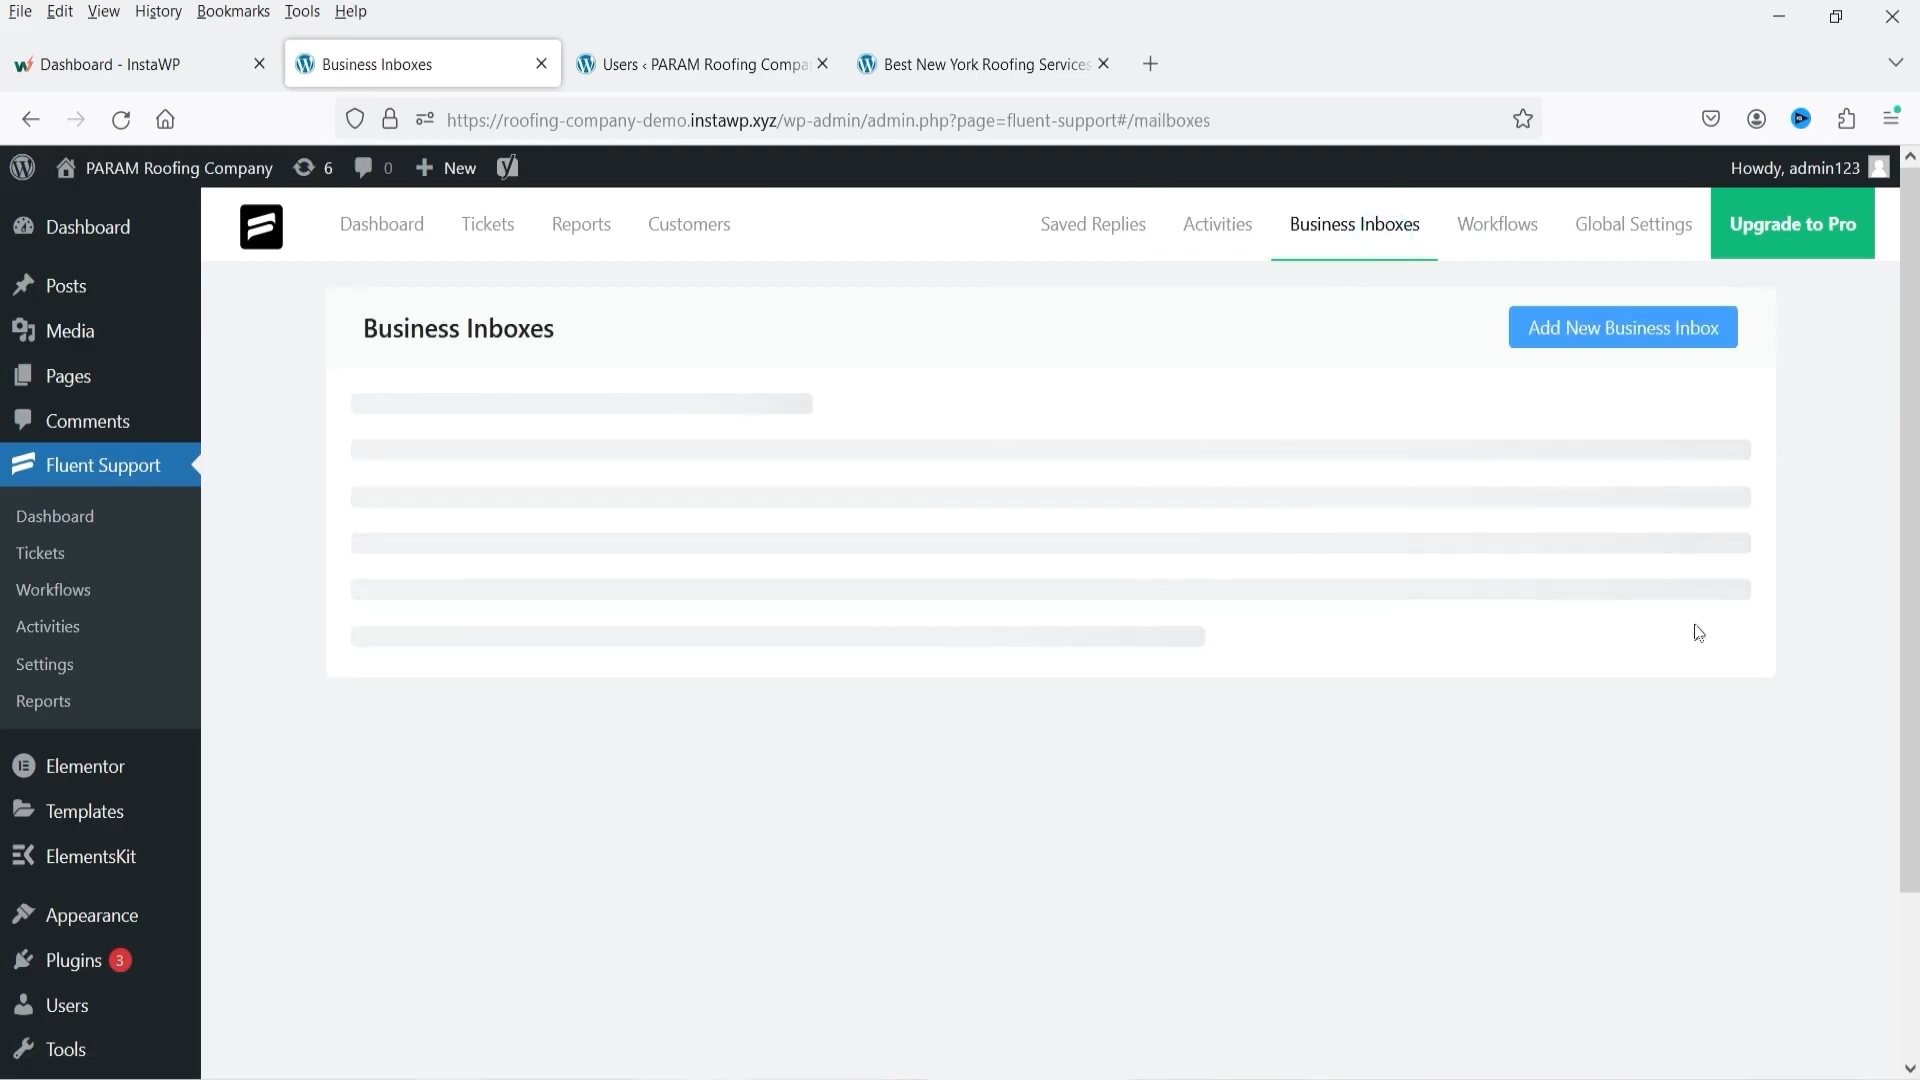 File Edit View History Bookmarks Tools Help
Dashboard - InstaWP
Business Inboxes
Users ‹ PARAM Roofing Compa
Best New York Roofing Services
https://roofing-company-demo.instawp.xyz/wp-admin/admin.php?page=fluent-support#/mailboxes
PARAM Roofing Company 6 0 New Howdy, admin123
Dashboard Tickets Reports Customers Saved Replies Activities Business Inboxes Workflows Global Settings Upgrade to Pro
Business Inboxes Add New Business Inbox
Dashboard
Posts
Media
Pages
Comments
Fluent Support
Dashboard
Tickets
Workflows
Activities
Settings
Reports
Elementor
Templates
ElementsKit
Appearance
Plugins 3
Users
Tools